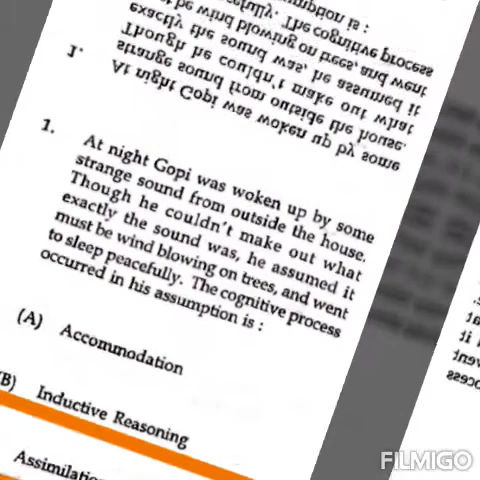 1. At night Gopi was woken up by some
strange sound from outside the house.
Though he couldn't make out what
exactly the sound was, he assumed it
must be wind blowing on trees, and went
to sleep peacefully. The cognitive process
occurred in his assumption is :
(A) Accommodation
(B) Inductive Reasoning
Assimilation
FILMIGO